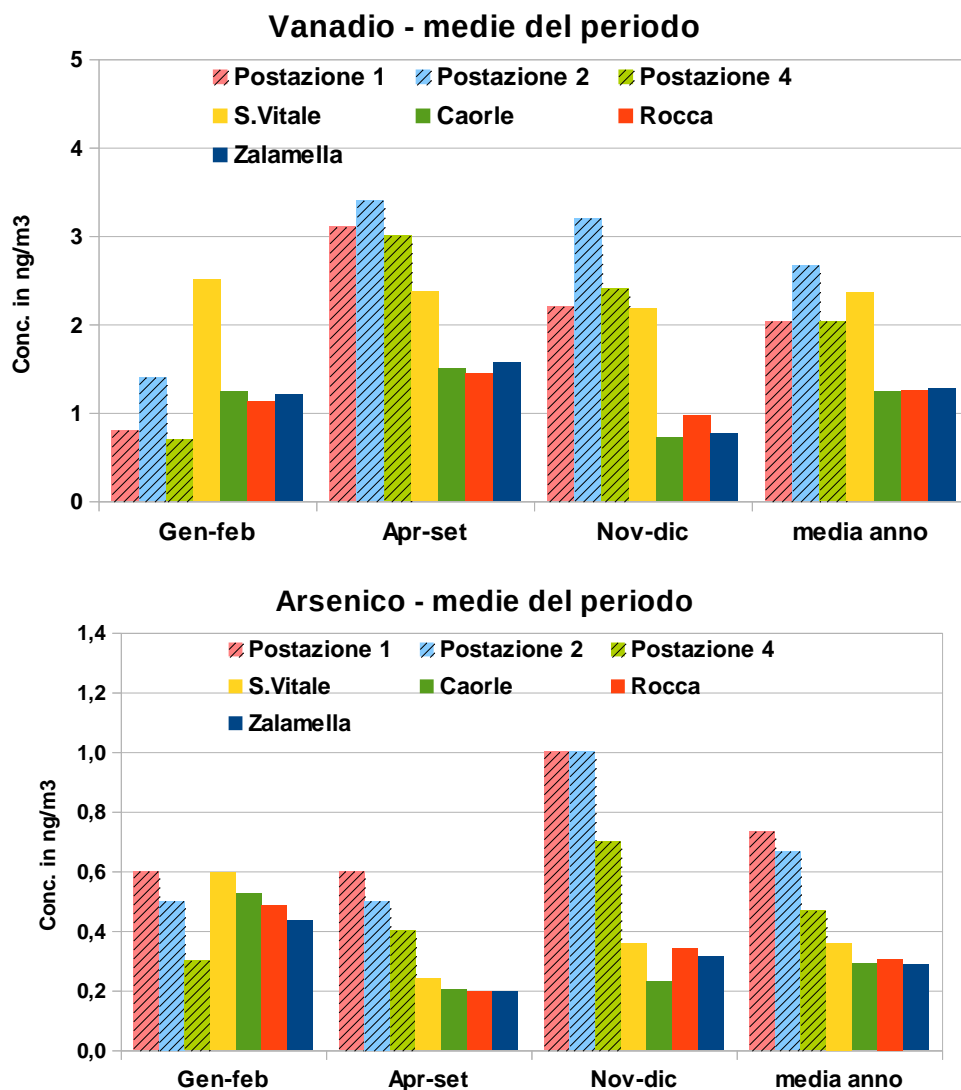 Vanadio - medie del periodo
5
4
3
2
1
0
Conc. in ng/m3
Postazione 1 Postazione 2 Postazione 4
S.Vitale Caorle Rocca
Zalamella
Gen-feb Apr-set Nov-dic media anno
Arsenico - medie del periodo
1,4
1,2
1,0
0,8
0,6
0,4
0,2
0,0
Conc. in ng/m3
Postazione 1 Postazione 2 Postazione 4
S.Vitale Caorle Rocca
Zalamella
Gen-feb Apr-set Nov-dic media anno